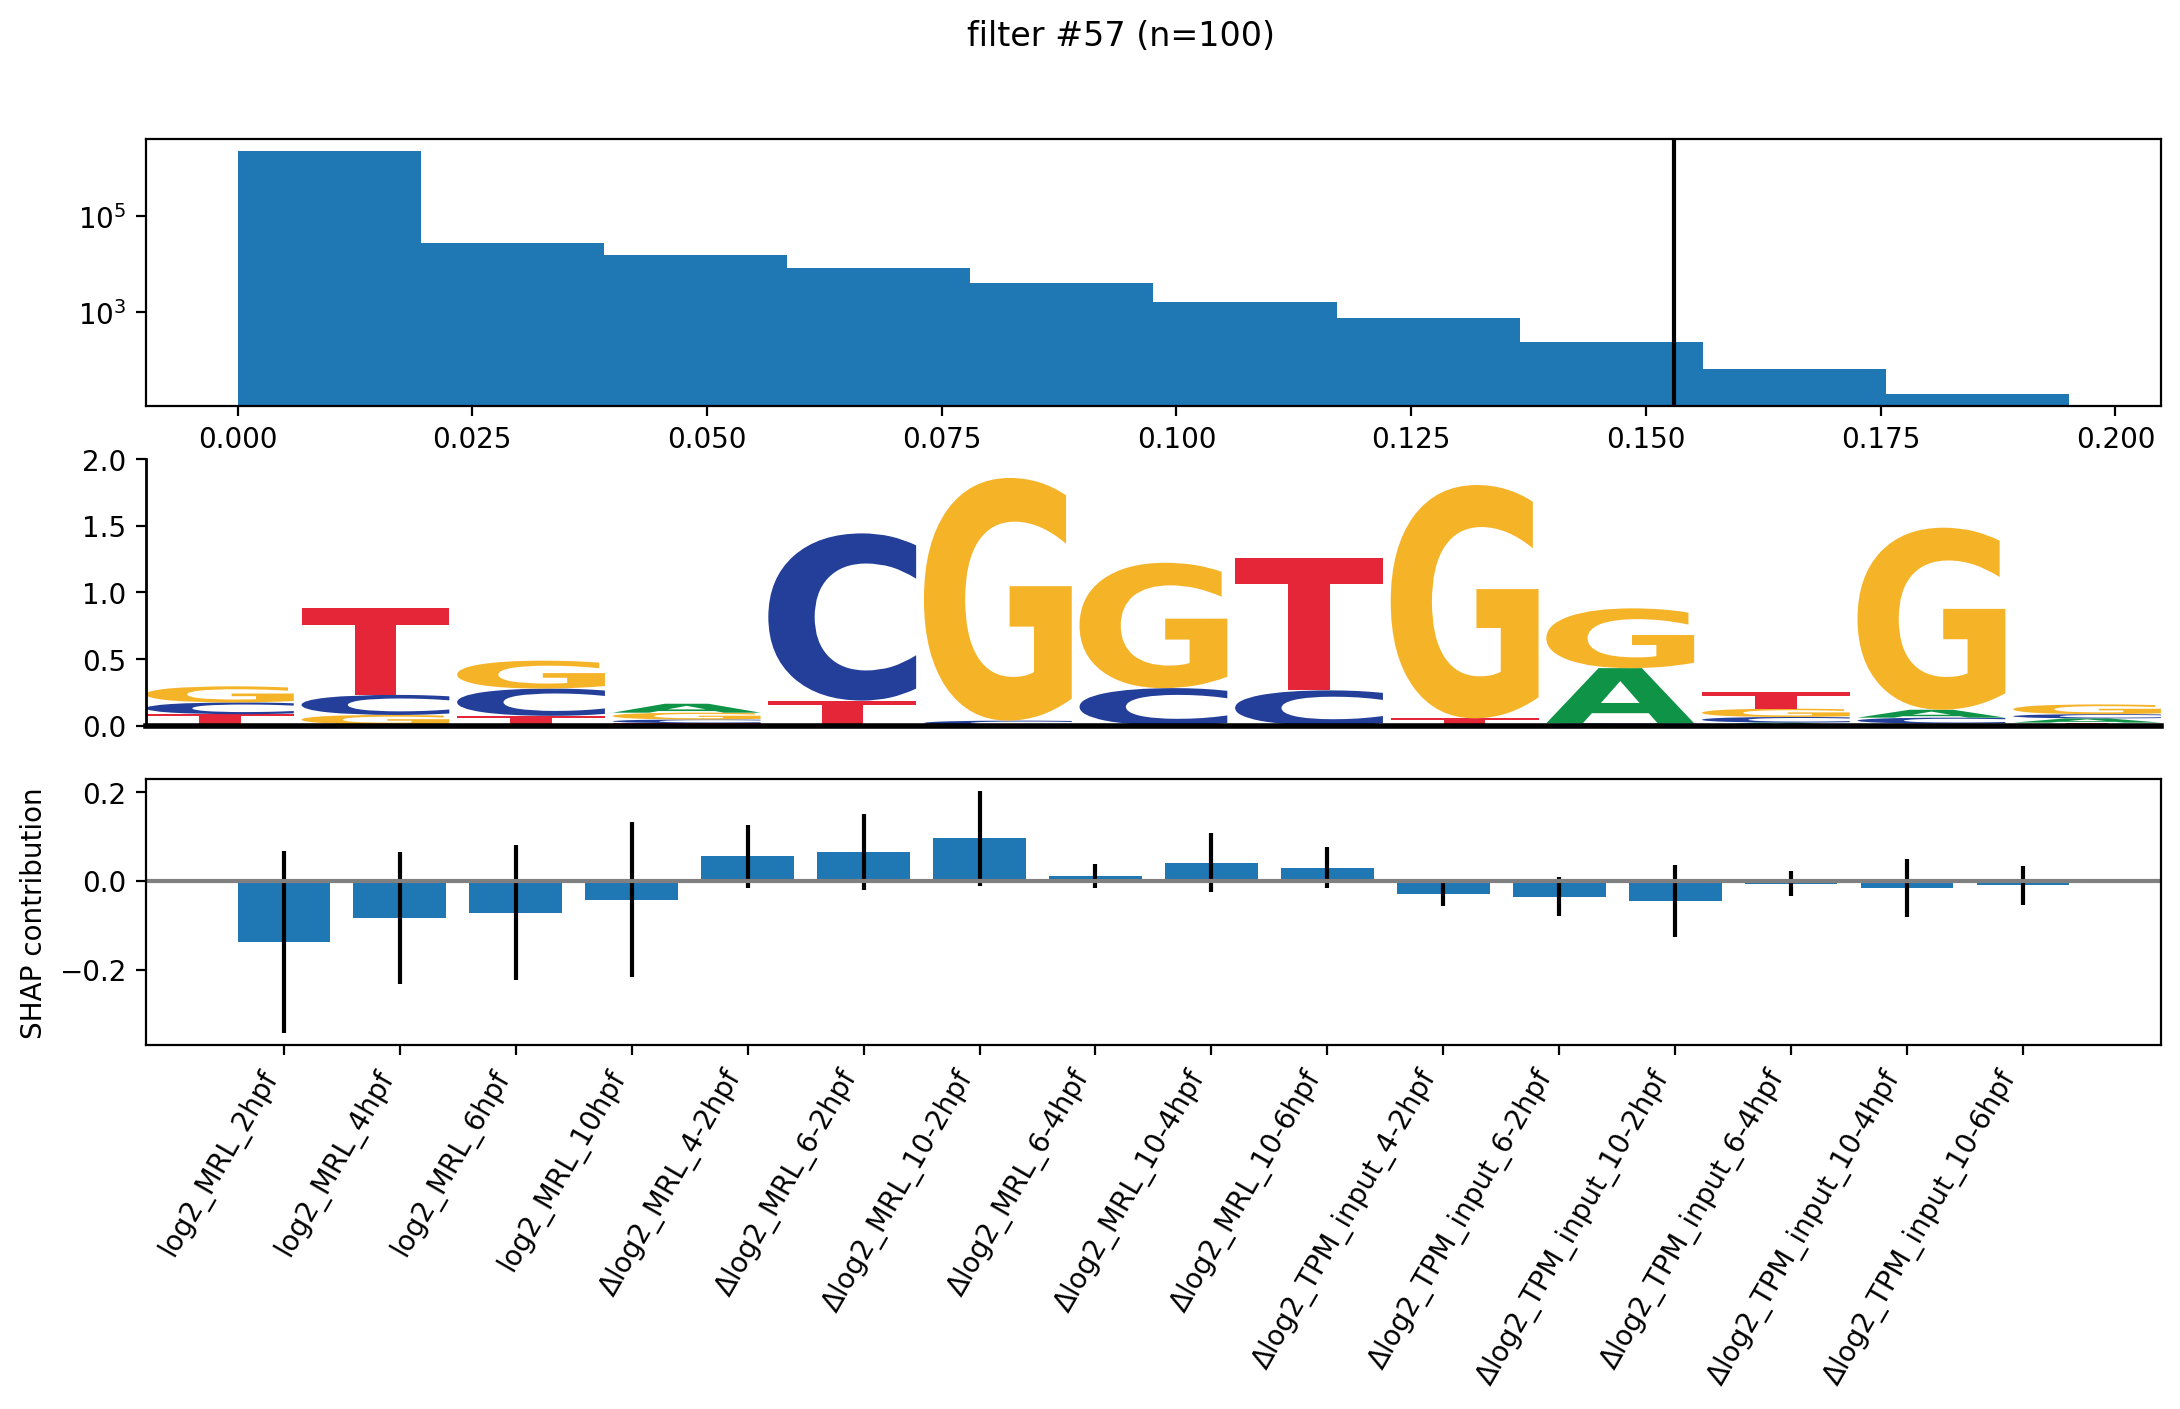 filter #57 (n=100)
10^5
10^3
0.000 0.025 0.050 0.075 0.100 0.125 0.150 0.175 0.200
2.0
1.5
1.0
0.5
0.0
G T G A C G G T G G T G G
C C C G T C C C T A G A C
T G T C C C A
SHAP contribution
0.2
0.0
−0.2
log2_MRL_2hpf
log2_MRL_4hpf
log2_MRL_6hpf
log2_MRL_10hpf
Δlog2_MRL_4-2hpf
Δlog2_MRL_6-2hpf
Δlog2_MRL_10-2hpf
Δlog2_MRL_6-4hpf
Δlog2_MRL_10-4hpf
Δlog2_MRL_10-6hpf
Δlog2_TPM_input_4-2hpf
Δlog2_TPM_input_6-2hpf
Δlog2_TPM_input_10-2hpf
Δlog2_TPM_input_6-4hpf
Δlog2_TPM_input_10-4hpf
Δlog2_TPM_input_10-6hpf